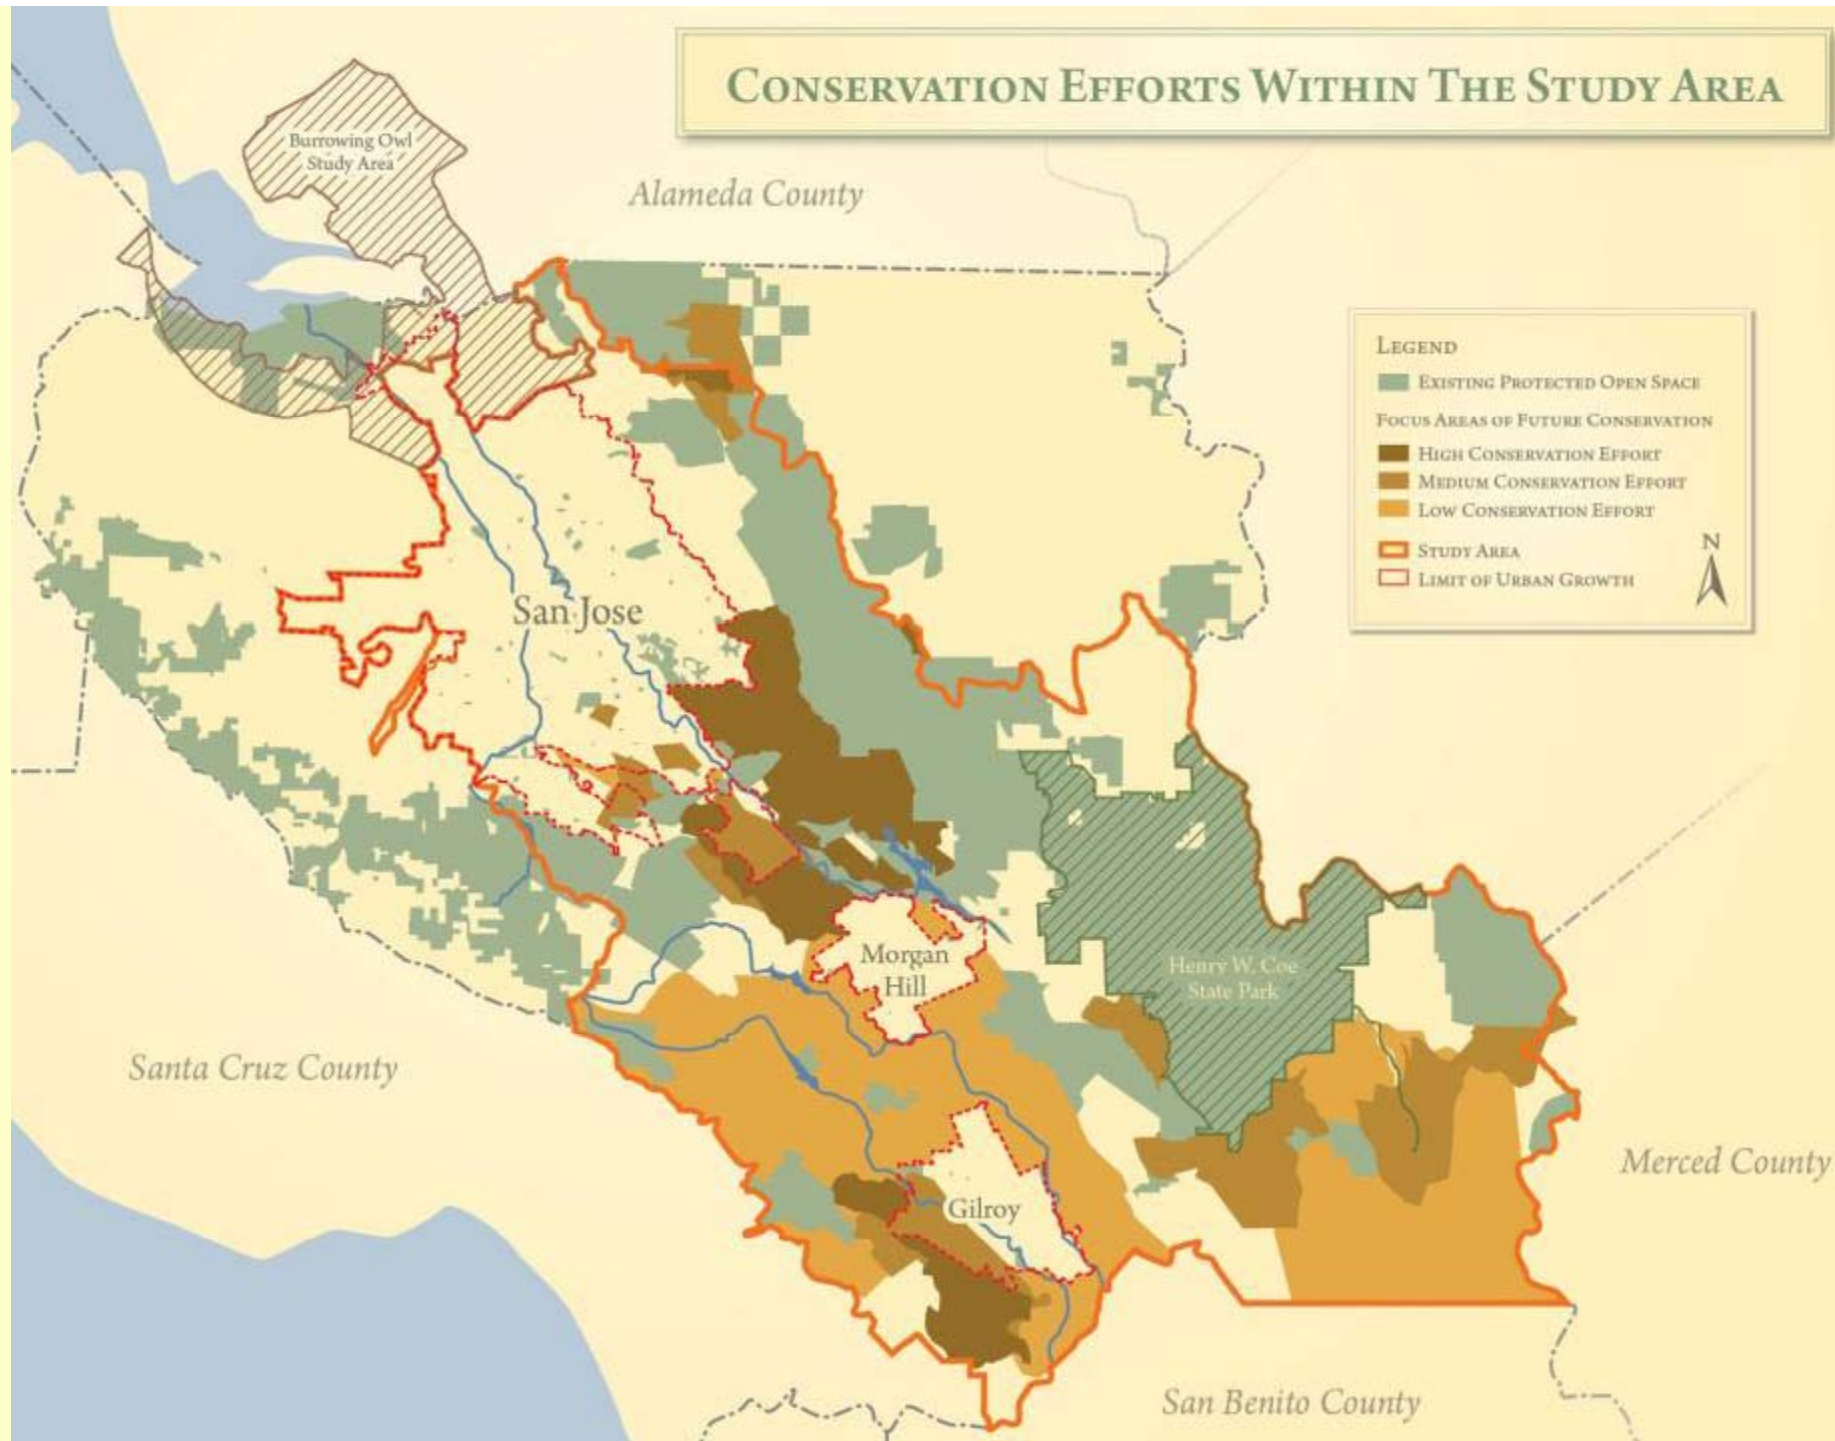 CONSERVATION EFFORTS WITHIN THE STUDY AREA
Burrowing Owl
Study Area
Alameda County
LEGEND
EXISTING PROTECTED OPEN SPACE
FOCUS AREAS OF FUTURE CONSERVATION
HIGH CONSERVATION EFFORT
MEDIUM CONSERVATION EFFORT
LOW CONSERVATION EFFORT
N
STUDY AREA
LIMIT OF URBAN GROWTH
San Jose
Morgan
Hill
Henry W. Coe
State Park
Santa Cruz County
Merced County
Gilroy
San Benito County